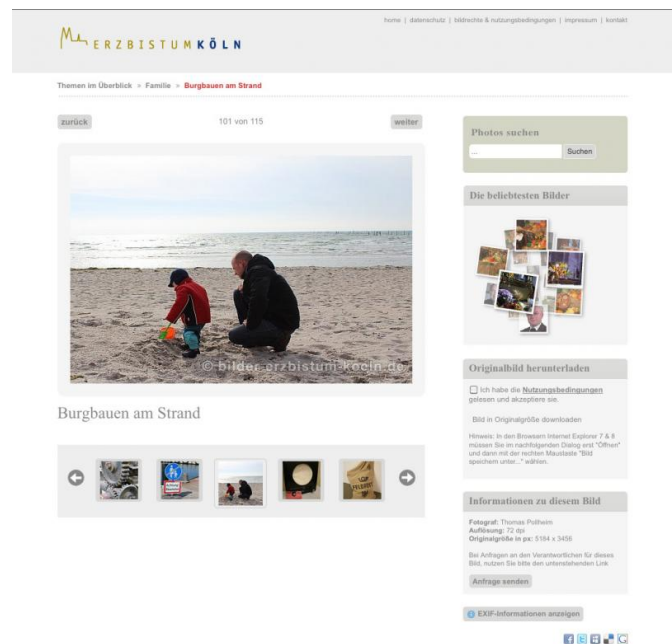 home | datenschutz | bildrechte & nutzungsbedingungen | impressum | kontakt
ERZBISTUMKÖLN
Themen im Überblick » Familie » Burgbauen am Strand
zurück
101 von 115
weiter
© bilder.erzbistum-koeln.de
Burgbauen am Strand
Photos suchen
...
Suchen
Die beliebtesten Bilder
Originalbild herunterladen
Ich habe die Nutzungsbedingungen
gelesen und akzeptiere sie.
Bild in Originalgröße downloaden
Hinweis: In den Browsern Internet Explorer 7 & 8
müssen Sie im nachfolgenden Dialog erst "Öffnen"
und dann mit der rechten Maustaste "Bild
speichern unter..." wählen.
Informationen zu diesem Bild
Fotograf: Thomas Pollheim
Auflösung: 72 dpi
Originalgröße in px: 5184 x 3456
Bei Anfragen an den Verantwortlichen für dieses
Bild, nutzen Sie bitte den untenstehenden Link
Anfrage senden
EXIF-Informationen anzeigen